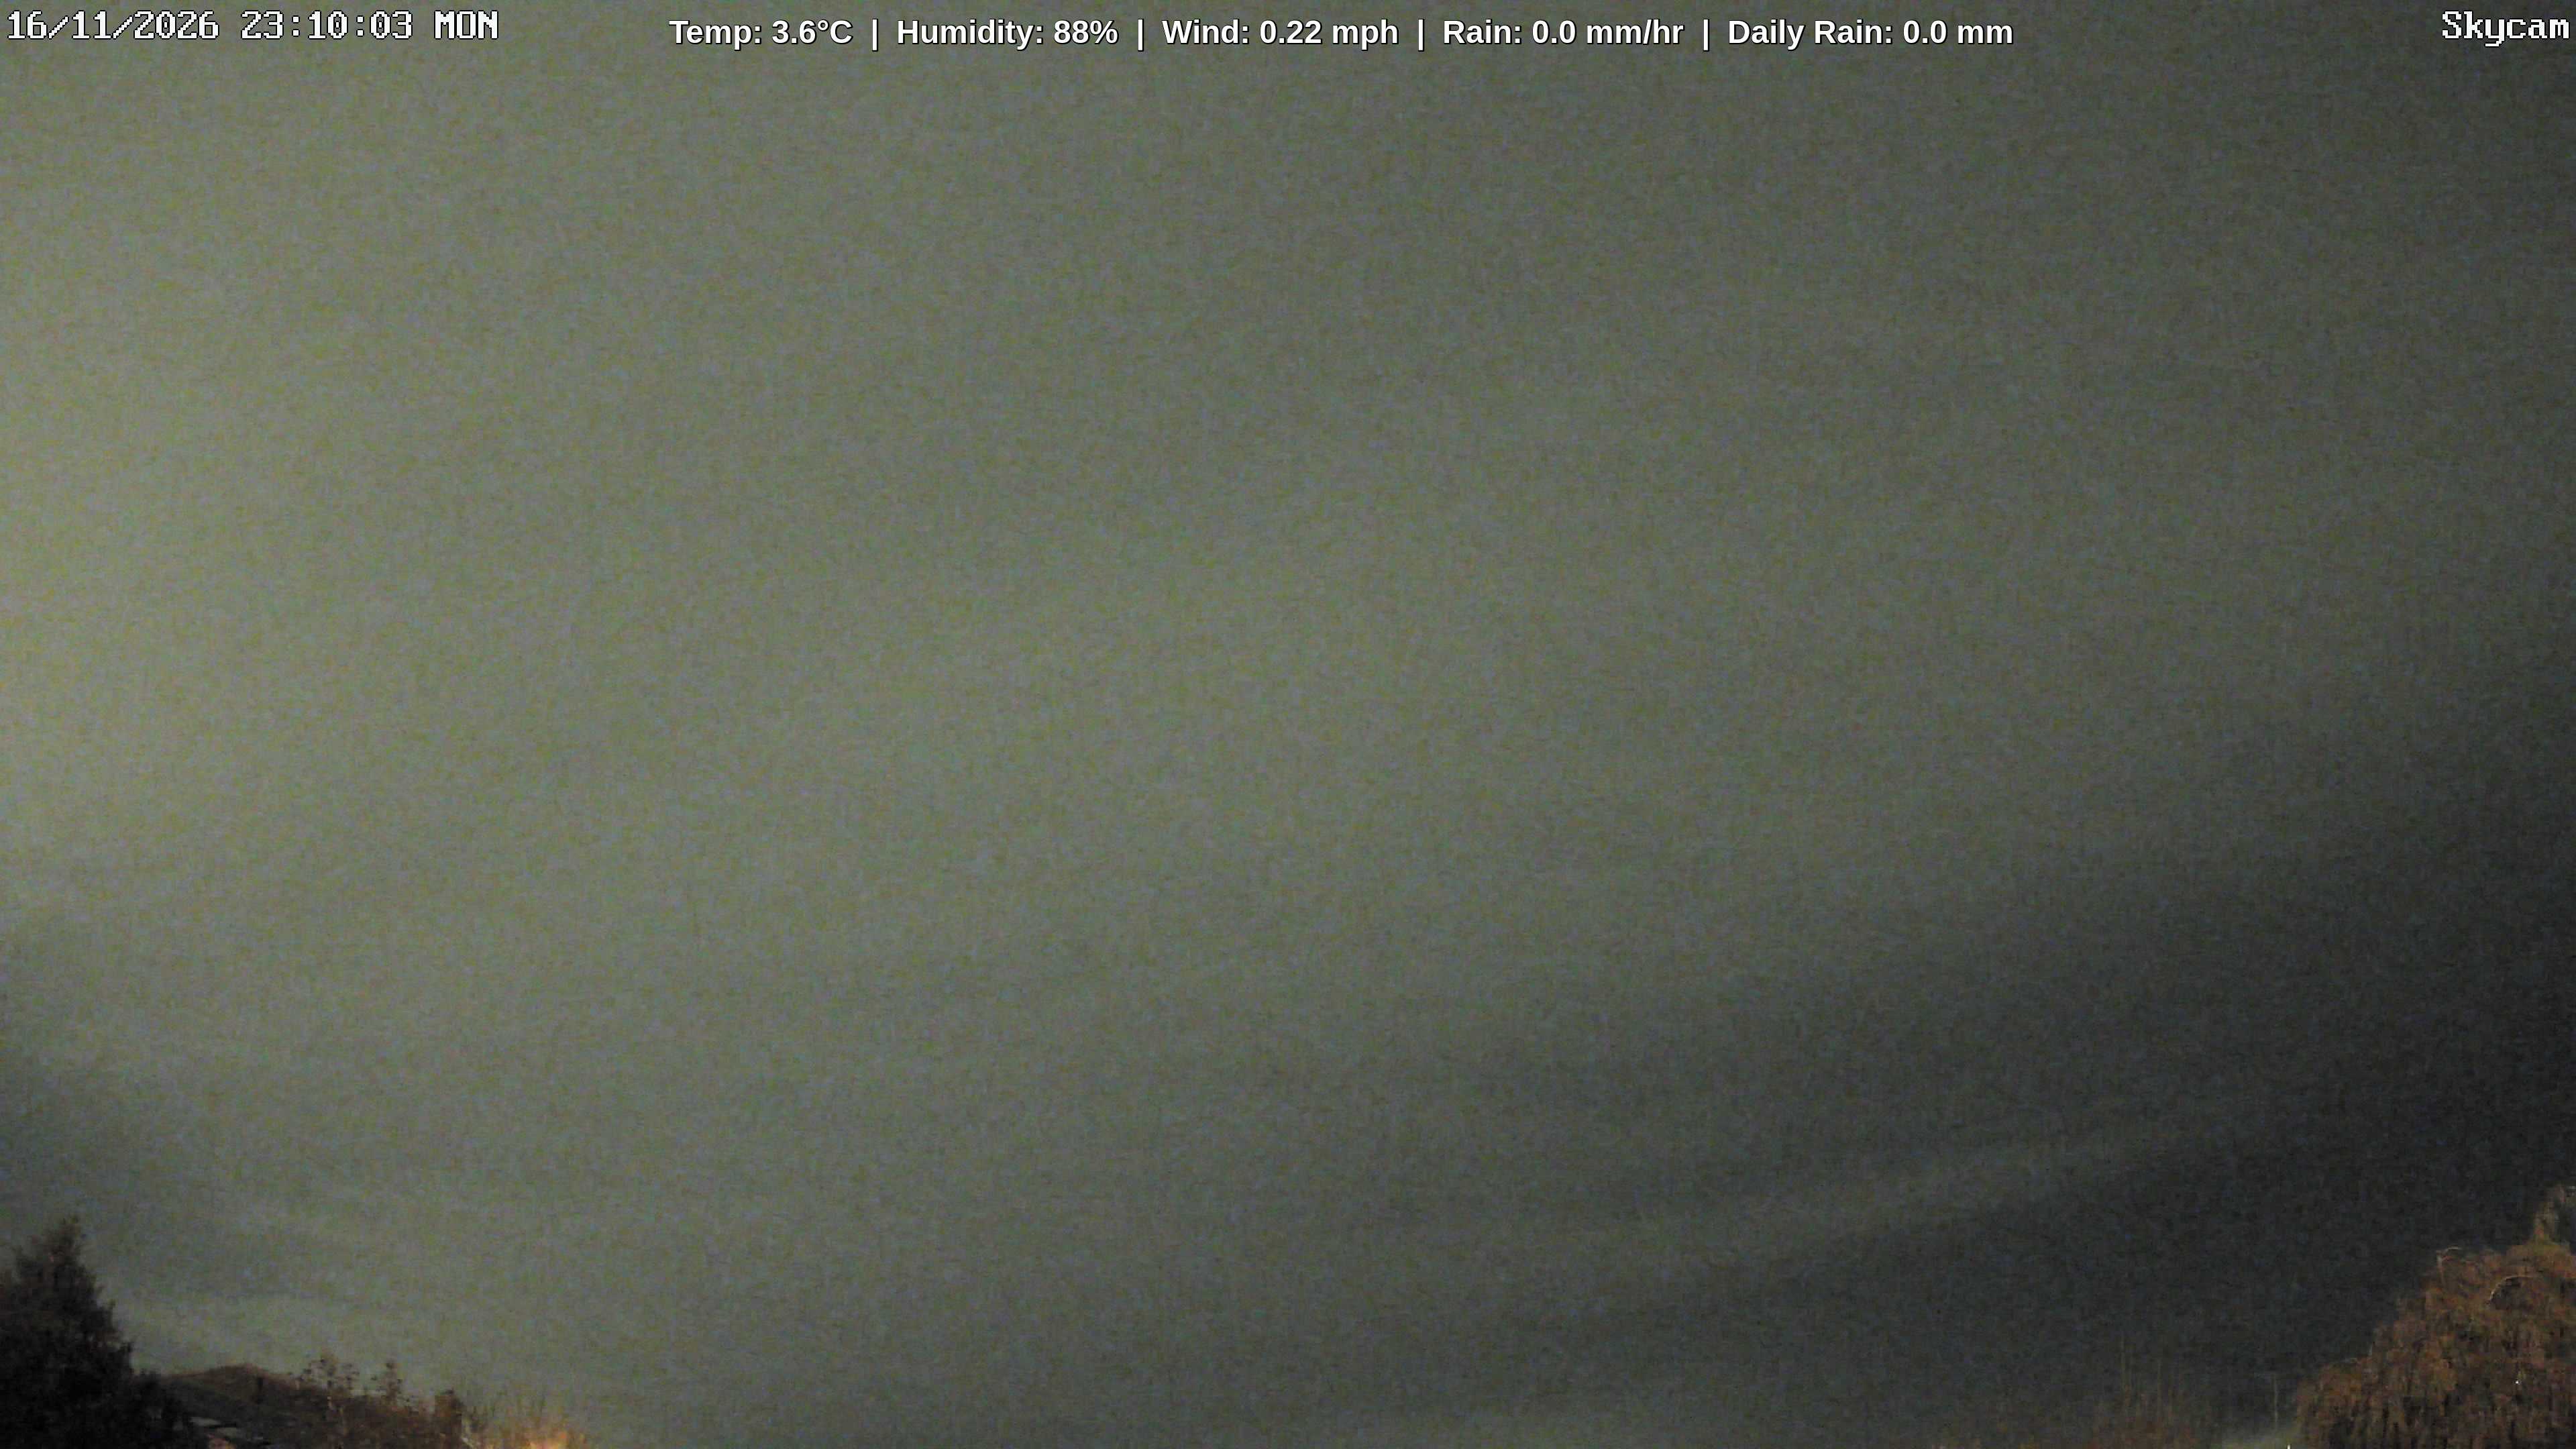 16/11/2026 23:10:03 MON
Temp: 3.6°C | Humidity: 88% | Wind: 0.22 mph | Rain: 0.0 mm/hr | Daily Rain: 0.0 mm
Skycam